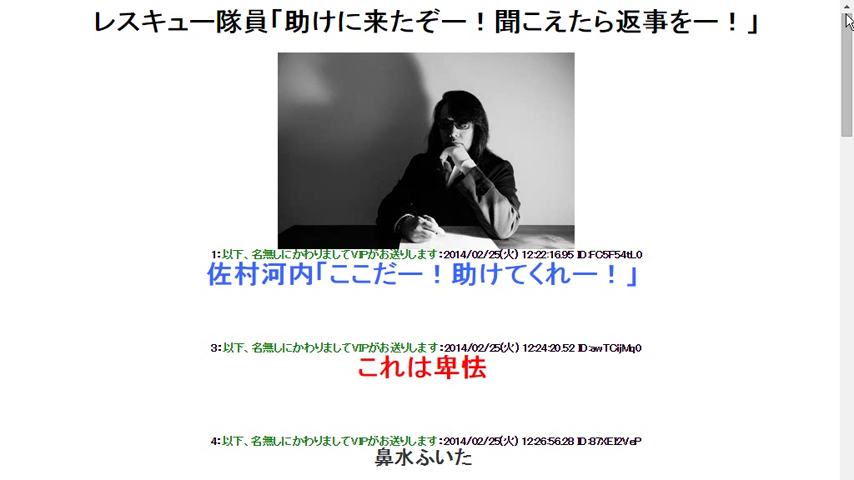 レスキュー隊員「助けに来たぞー！聞こえたら返事をー！」
1：以下、名無しにかわりましてVIPがお送りします：2014/02/25(火) 12:22:16.95 ID:FC5F54tL0
佐村河内「ここだー！助けてくれー！」
3：以下、名無しにかわりましてVIPがお送りします：2014/02/25(火) 12:24:20.52 ID:awTCijMq0
これは卑怯
4：以下、名無しにかわりましてVIPがお送りします：2014/02/25(火) 12:26:56.28 ID:87XEI2VeP
鼻水ふいた